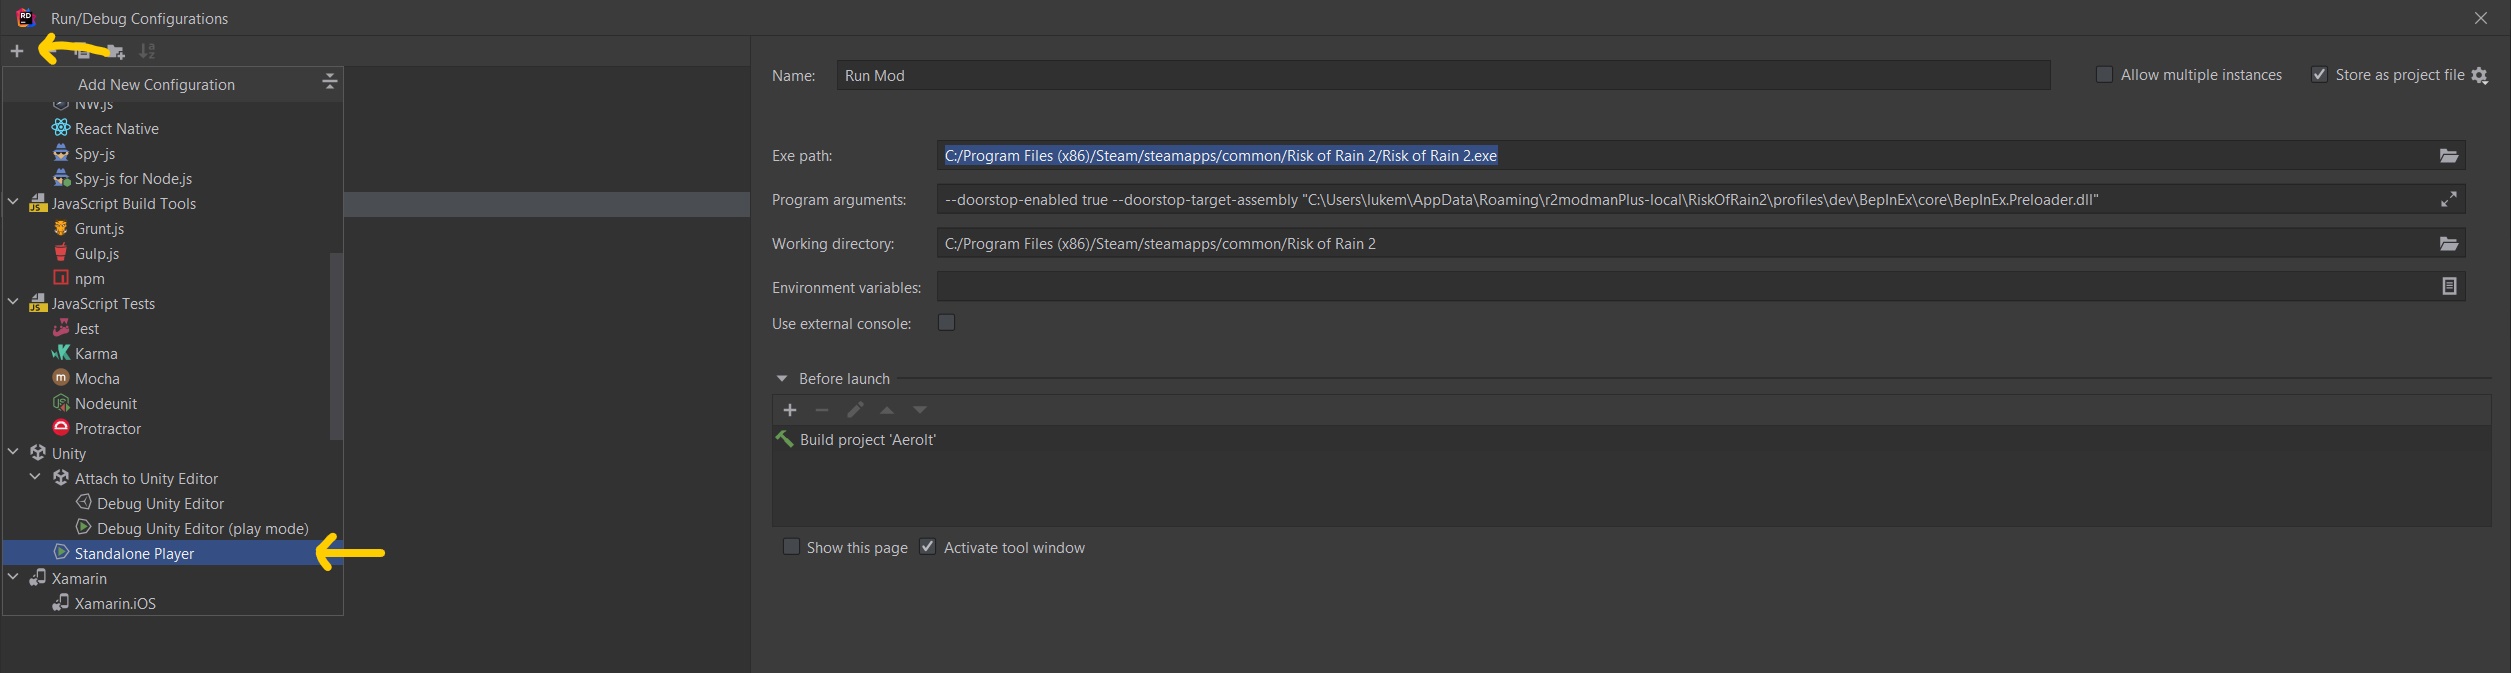 Run/Debug Configurations
Add New Configuration
NW.js
React Native
Spy-js
Spy-js for Node.js
JavaScript Build Tools
Grunt.js
Gulp.js
npm
JavaScript Tests
Jest
Karma
Mocha
Nodeunit
Protractor
Unity
Attach to Unity Editor
Debug Unity Editor
Debug Unity Editor (play mode)
Standalone Player
Xamarin
Xamarin.iOS
Name: Run Mod Allow multiple instances Store as project file
Exe path: C:/Program Files (x86)/Steam/steamapps/common/Risk of Rain 2/Risk of Rain 2.exe
Program arguments: --doorstop-enabled true --doorstop-target-assembly "C:\Users\lukem\AppData\Roaming\r2modmanPlus-local\RiskOfRain2\profiles\dev\BepInEx\core\BepInEx.Preloader.dll"
Working directory: C:/Program Files (x86)/Steam/steamapps/common/Risk of Rain 2
Environment variables:
Use external console:
Before launch
Build project 'Aerolt'
Show this page Activate tool window